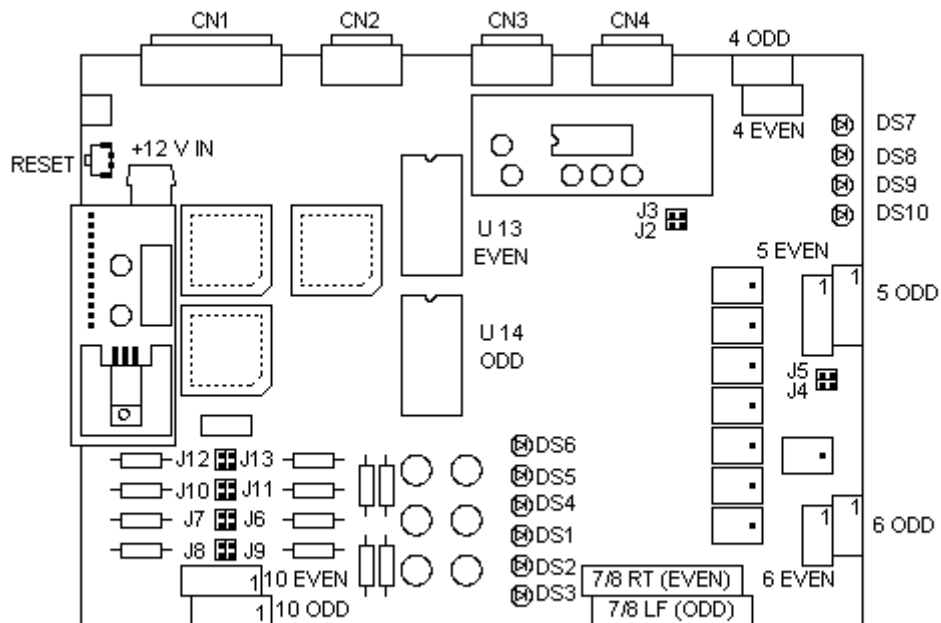 CN1 CN2 CN3 CN4
4 ODD
4 EVEN
DS7
DS8
DS9
DS10
RESET
+12 V IN
J3
J2
U 13
EVEN
5 EVEN
1
1
5 ODD
U 14
ODD
J5
J4
DS6
DS5
DS4
DS1
DS2
DS3
J12 J13
J10 J11
J7 J6
J8 J9
1
1
6 ODD
6 EVEN
1 10 EVEN
1 10 ODD
7/8 RT (EVEN)
7/8 LF (ODD)